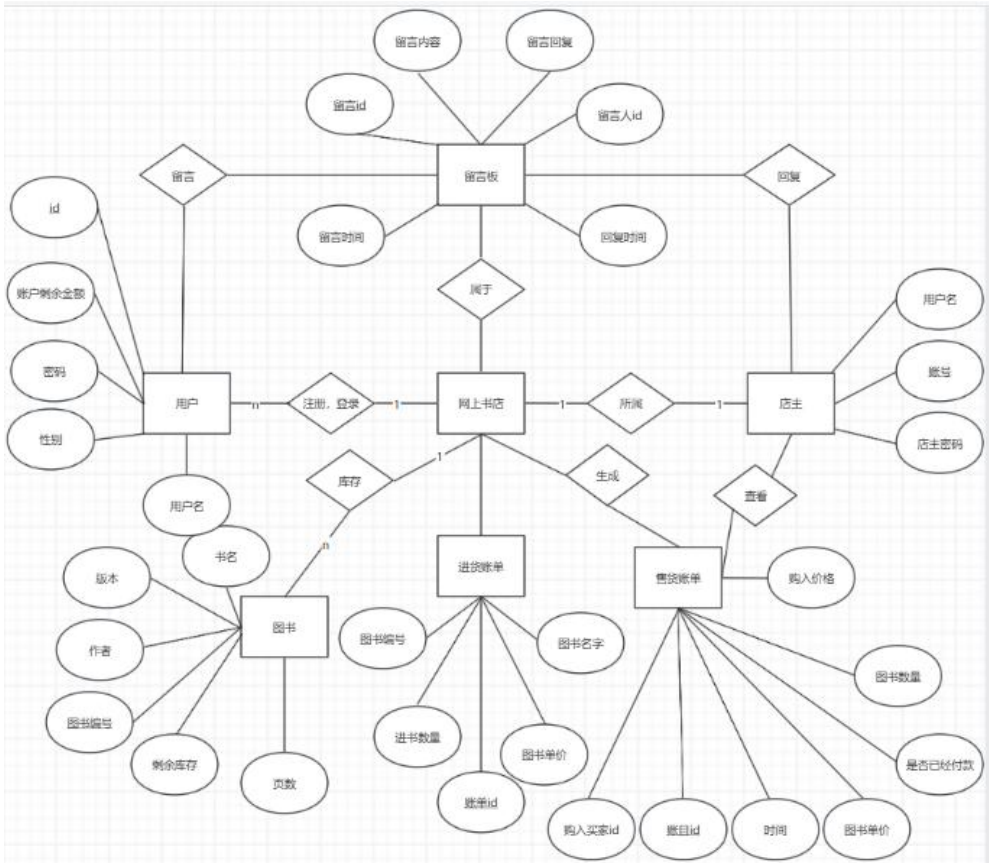 留言内容
留言回复
留言id
留言人id
留言
留言板
回复
id
留言时间
回复时间
属于
账户剩余金额
用户名
密码
账号
用户
n
注册，登录
1
网上书店
1
所属
1
店主
性别
店主密码
1
库存
生成
查看
用户名
n
书名
版本
进货账单
售货账单
购入价格
图书
图书编号
图书名字
作者
图书数量
图书编号
进书数量
图书单价
剩余库存
是否已经付款
页数
账单id
购入买家id
账目id
时间
图书单价